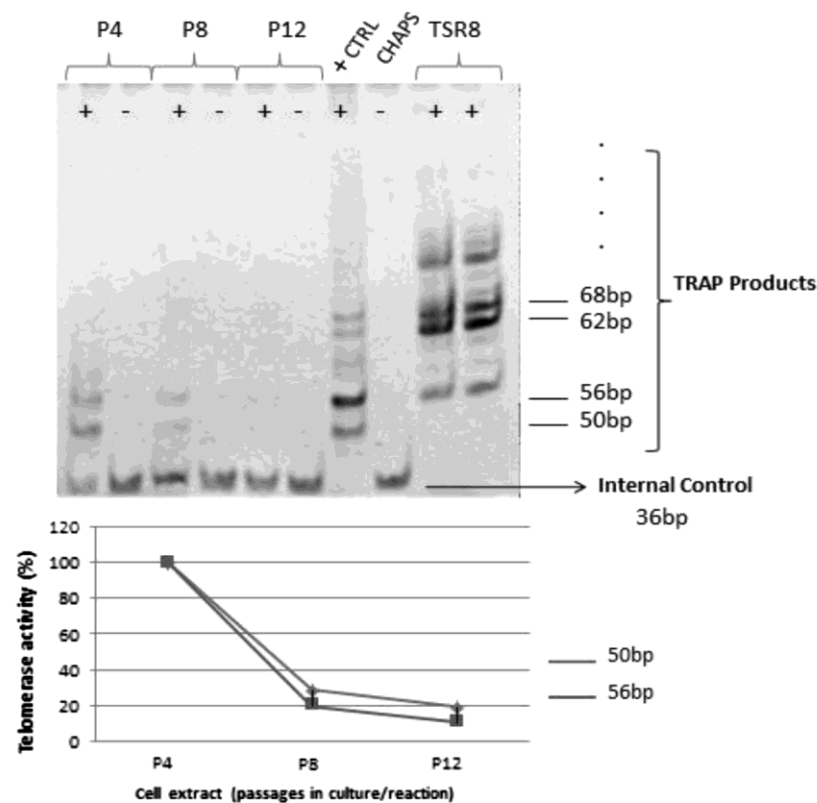 P4 P8 P12 + CTRL CHAPS TSR8
+ - + - + - + - + +
68bp
62bp
TRAP Products
56bp
50bp
Internal Control
36bp
120
100
80
60
40
20
0
Telomerase activity (%)
P4 P8 P12
Cell extract (passages in culture/reaction)
50bp
56bp